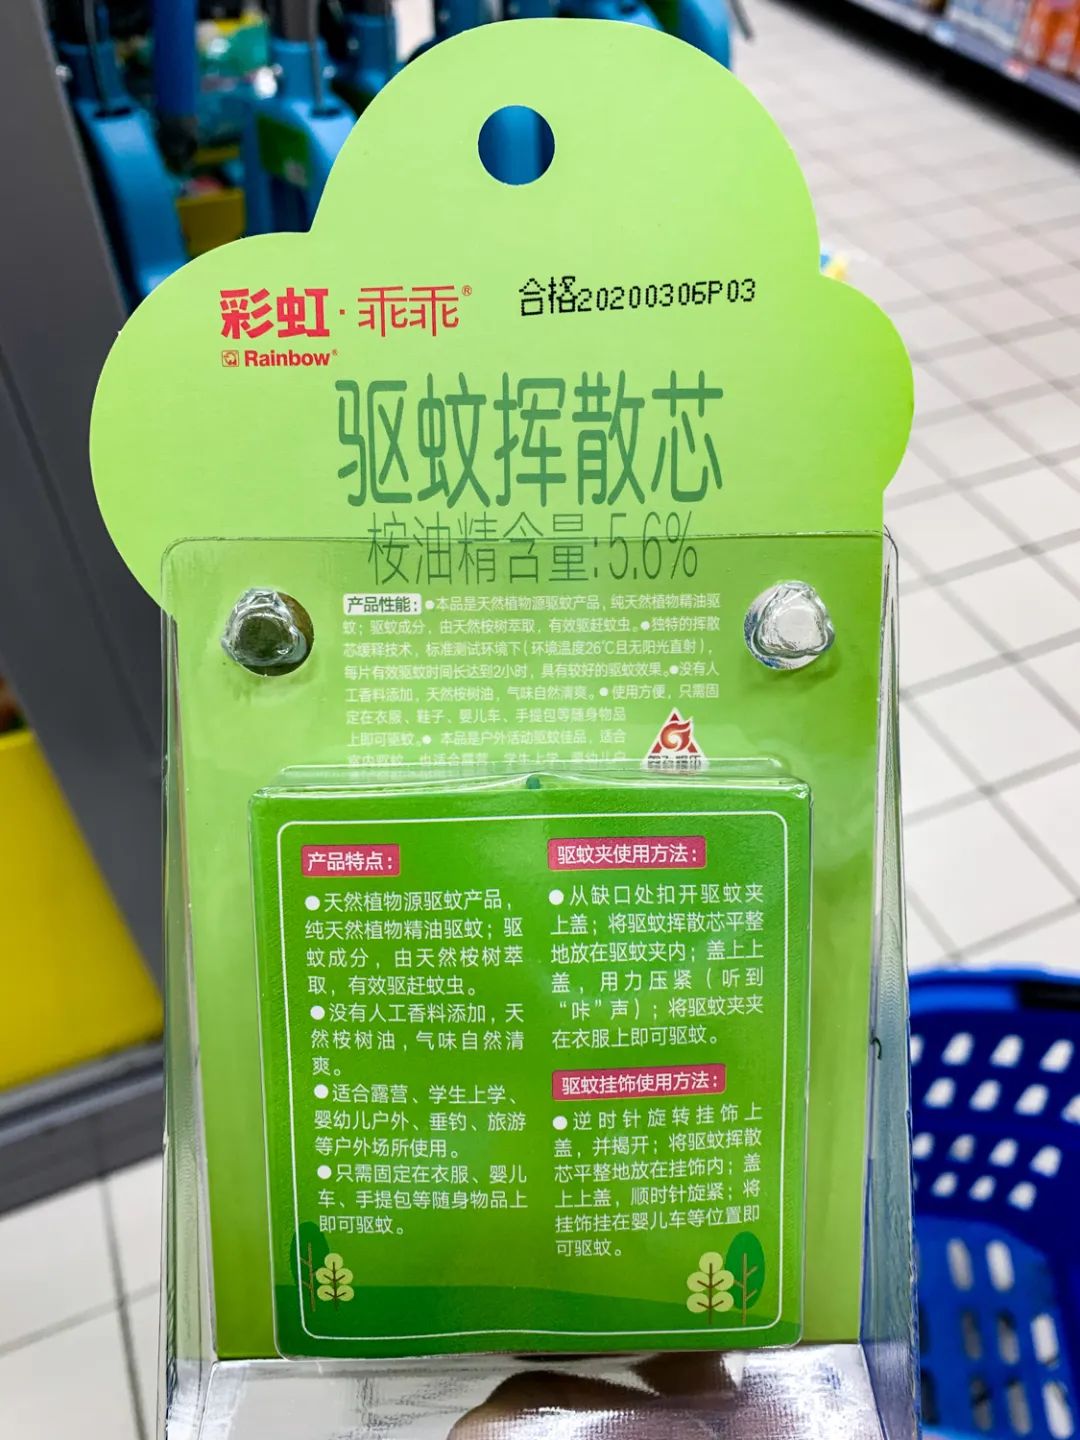 彩虹·乖乖®
Rainbow®
合格20200306P03
驱蚊挥散芯
桉油精含量:5.6%
产品性能:●本品是天然植物源驱蚊产品，纯天然植物精油驱
蚊；驱蚊成分，由天然桉树萃取，有效驱赶蚊虫。●独特的挥散
芯缓释技术，标准测试环境下（环境温度26℃且无阳光直射），
每片有效驱蚊时间长达到2小时，具有较好的驱蚊效果。●没有人
工香料添加，天然桉树油，气味自然清爽。●使用方便，只需固
定在衣服、鞋子、婴儿车、手提包等随身物品
上即可驱蚊。● 本品是户外活动驱蚊佳品，适合
室内驱蚊，也适合露营、学生上学、婴幼儿户
产品特点:
●天然植物源驱蚊产品，
纯天然植物精油驱蚊；驱
蚊成分，由天然桉树萃
取，有效驱赶蚊虫。
●没有人工香料添加，天
然桉树油，气味自然清
爽。
●适合露营、学生上学、
婴幼儿户外、垂钓、旅游
等户外场所使用。
●只需固定在衣服、婴儿
车、手提包等随身物品上
即可驱蚊。
驱蚊夹使用方法:
●从缺口处扣开驱蚊夹
上盖；将驱蚊挥散芯平整
地放在驱蚊夹内；盖上上
盖，用力压紧（听到
“咔”声）；将驱蚊夹夹
在衣服上即可驱蚊。
驱蚊挂饰使用方法:
●逆时针旋转挂饰上
盖，并揭开；将驱蚊挥散
芯平整地放在挂饰内；盖
上上盖，顺时针旋紧；将
挂饰挂在婴儿车等位置即
可驱蚊。